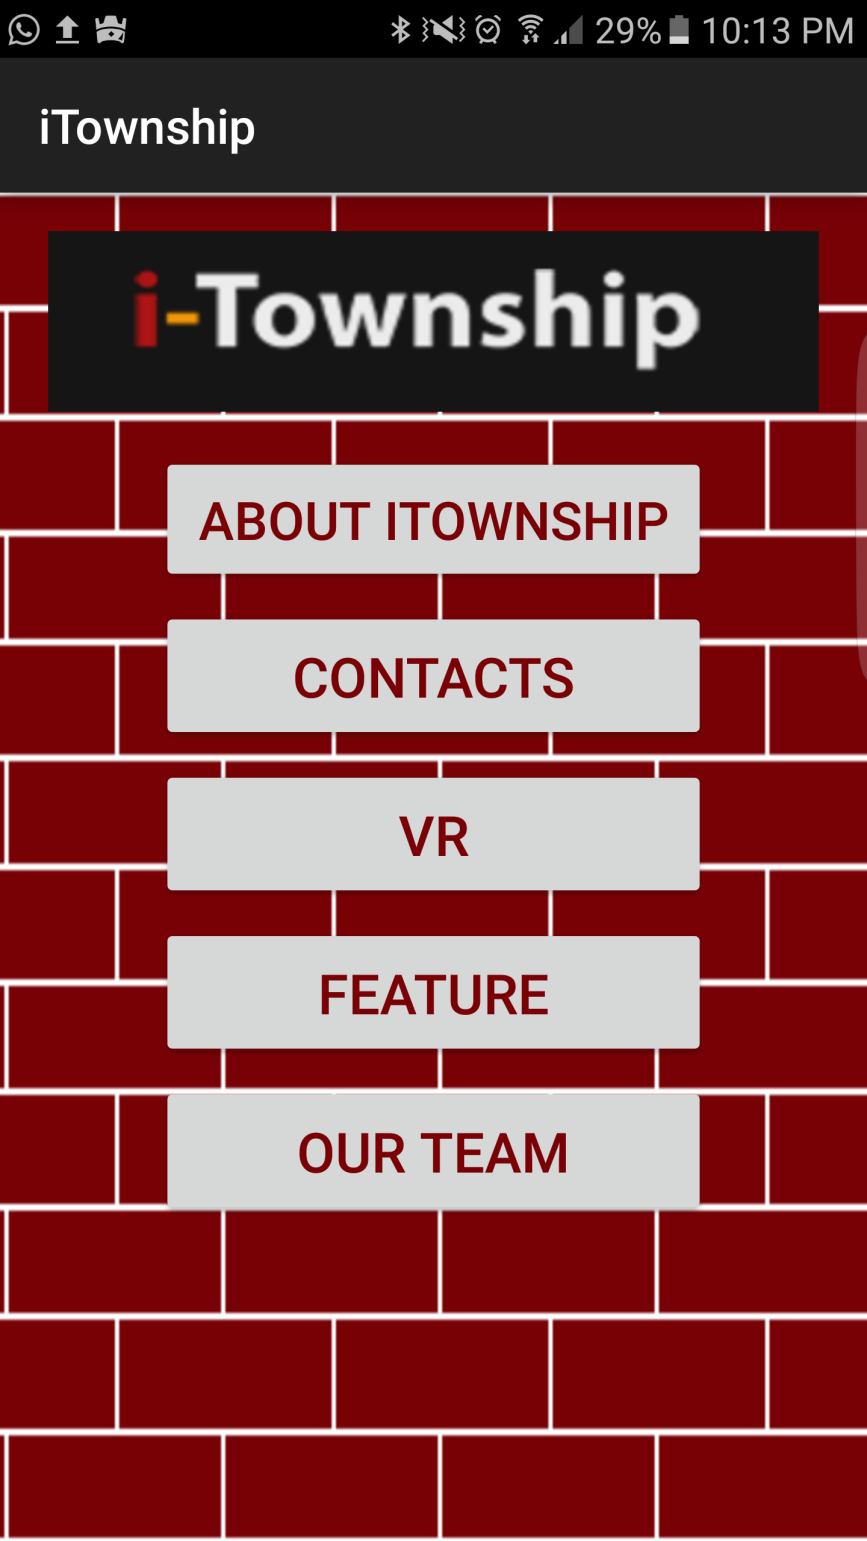 29% 10:13 PM
iTownship
i-Township
ABOUT ITOWNSHIP
CONTACTS
VR
FEATURE
OUR TEAM